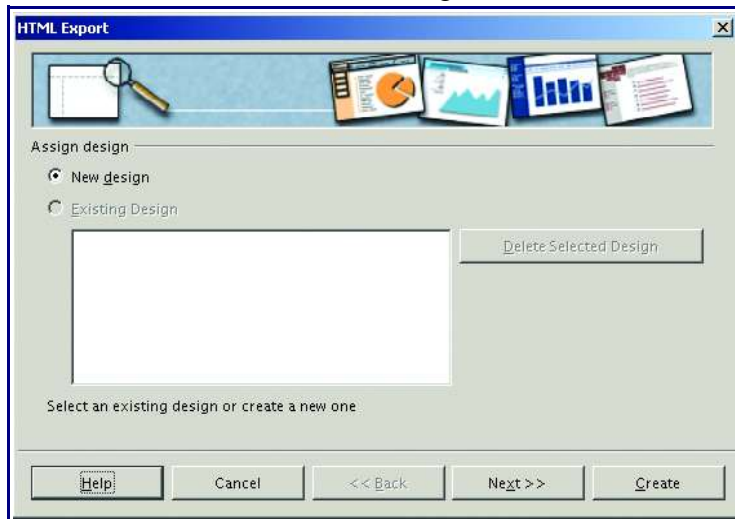 HTML Export
Assign design
New design
Existing Design
Delete Selected Design
Select an existing design or create a new one
Help
Cancel
<< Back
Next >>
Create